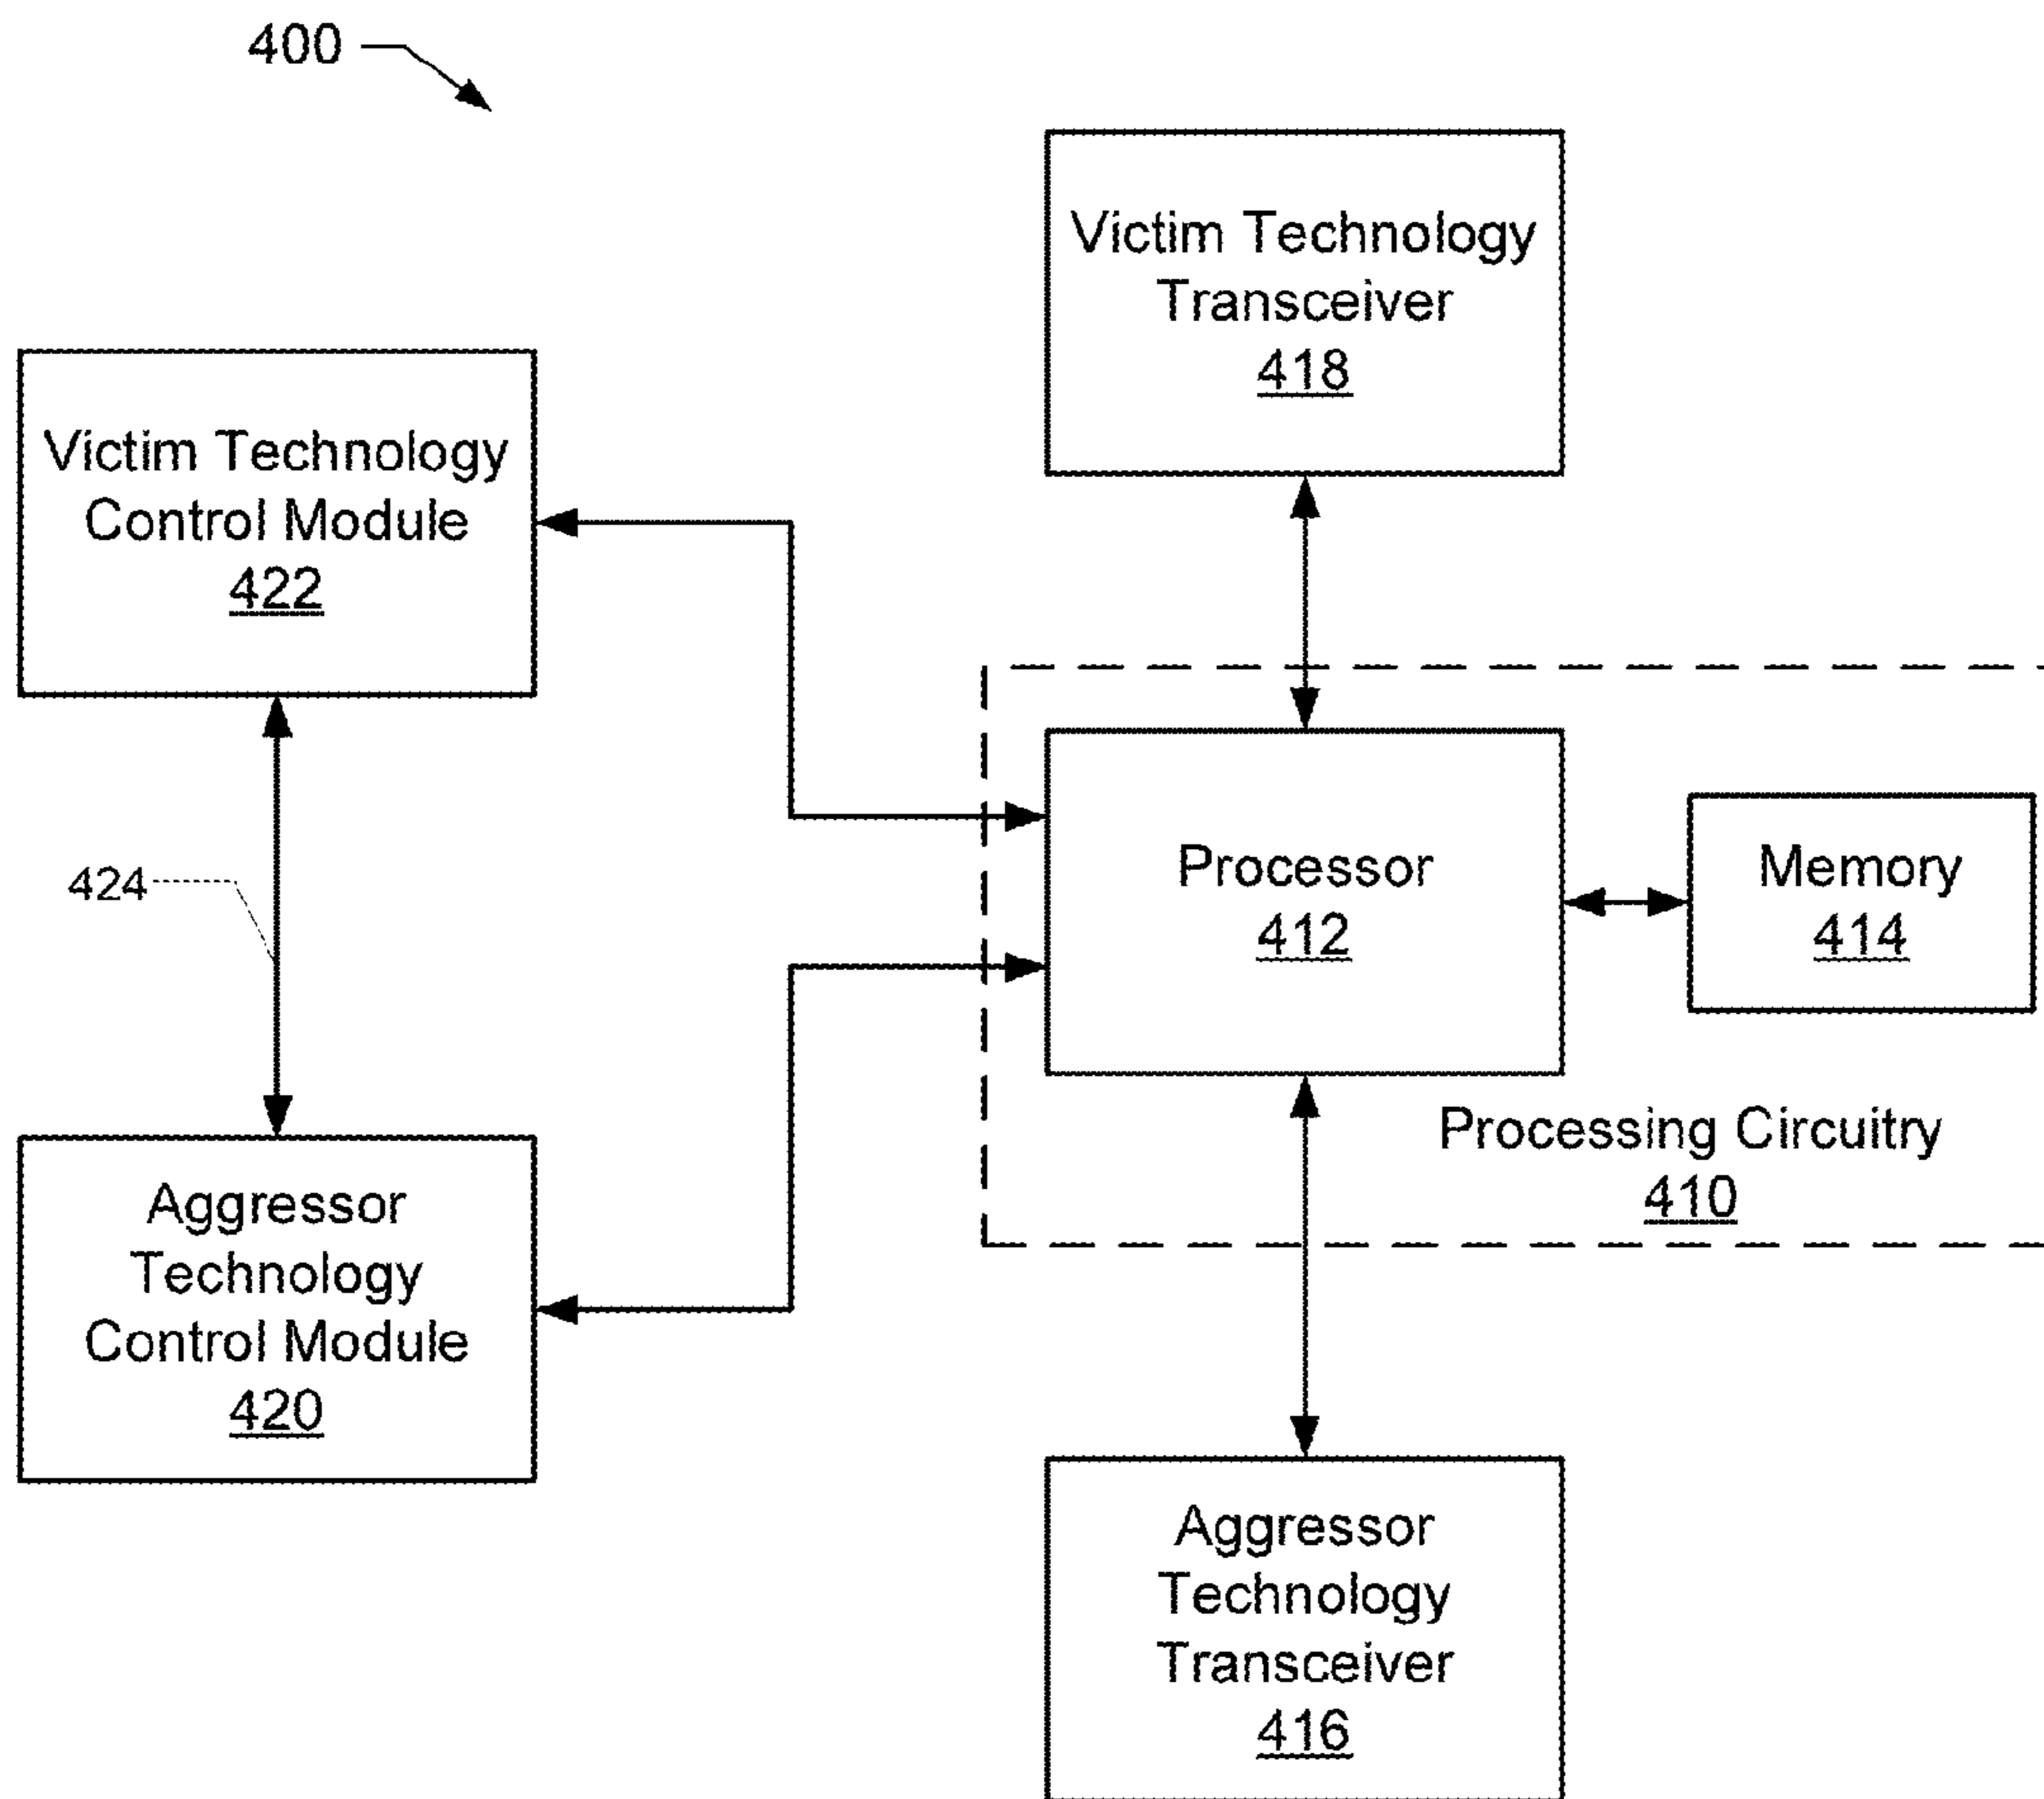 400
Victim Technology
Transceiver
418
Victim Technology
Control Module
422
424
Processor
412
Memory
414
Processing Circuitry
410
Aggressor
Technology
Control Module
420
Aggressor
Technology
Transceiver
416